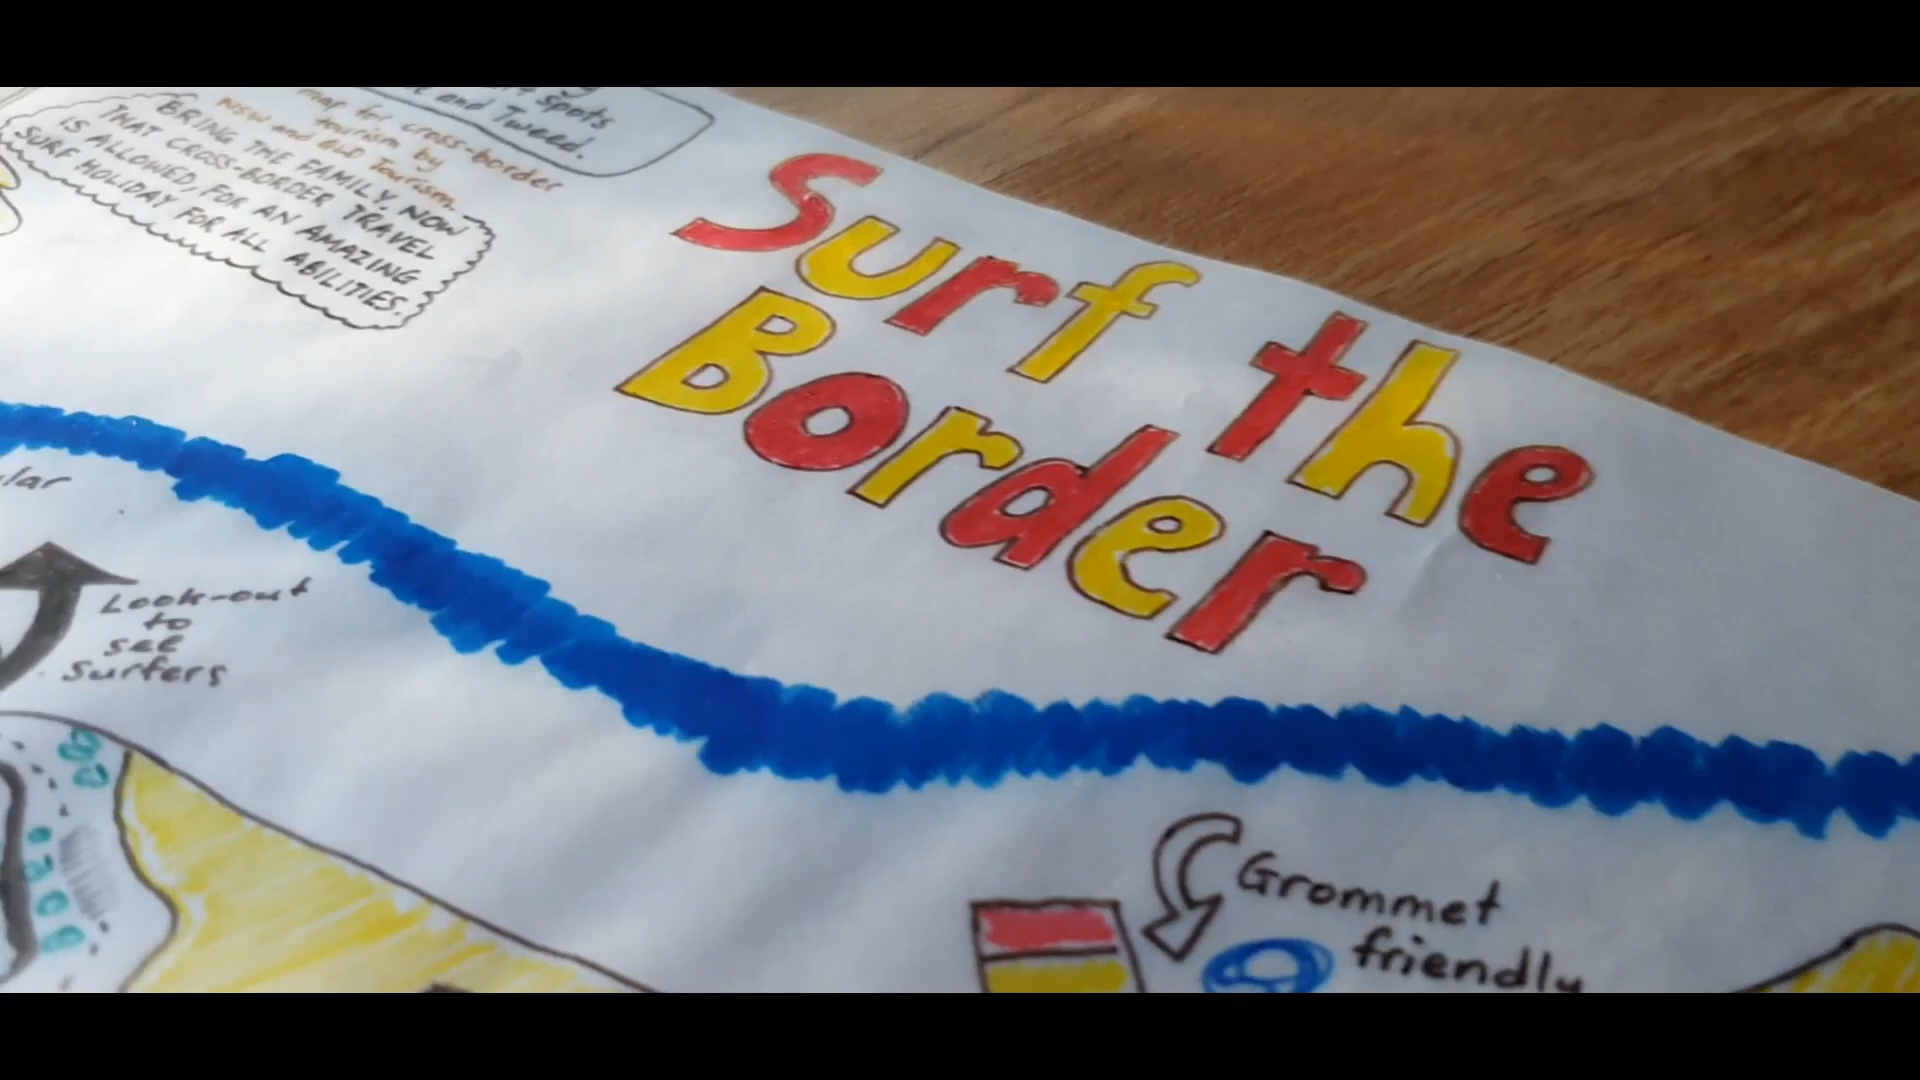 spots
and Tweed.
map for cross-border
tourism by
NSW and QLD Tourism.
BRING THE FAMILY, NOW
THAT CROSS-BORDER TRAVEL
IS ALLOWED, FOR AN AMAZING
SURF HOLIDAY FOR ALL ABILITIES.
Surf the
Border
Look-out
to
see
surfers
Grommet
friendly